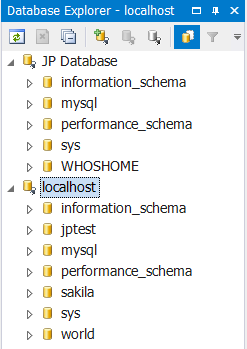 Database Explorer - localhost
JP Database
information_schema
mysql
performance_schema
sys
WHOSHOME
localhost
information_schema
jptest
mysql
performance_schema
sakila
sys
world